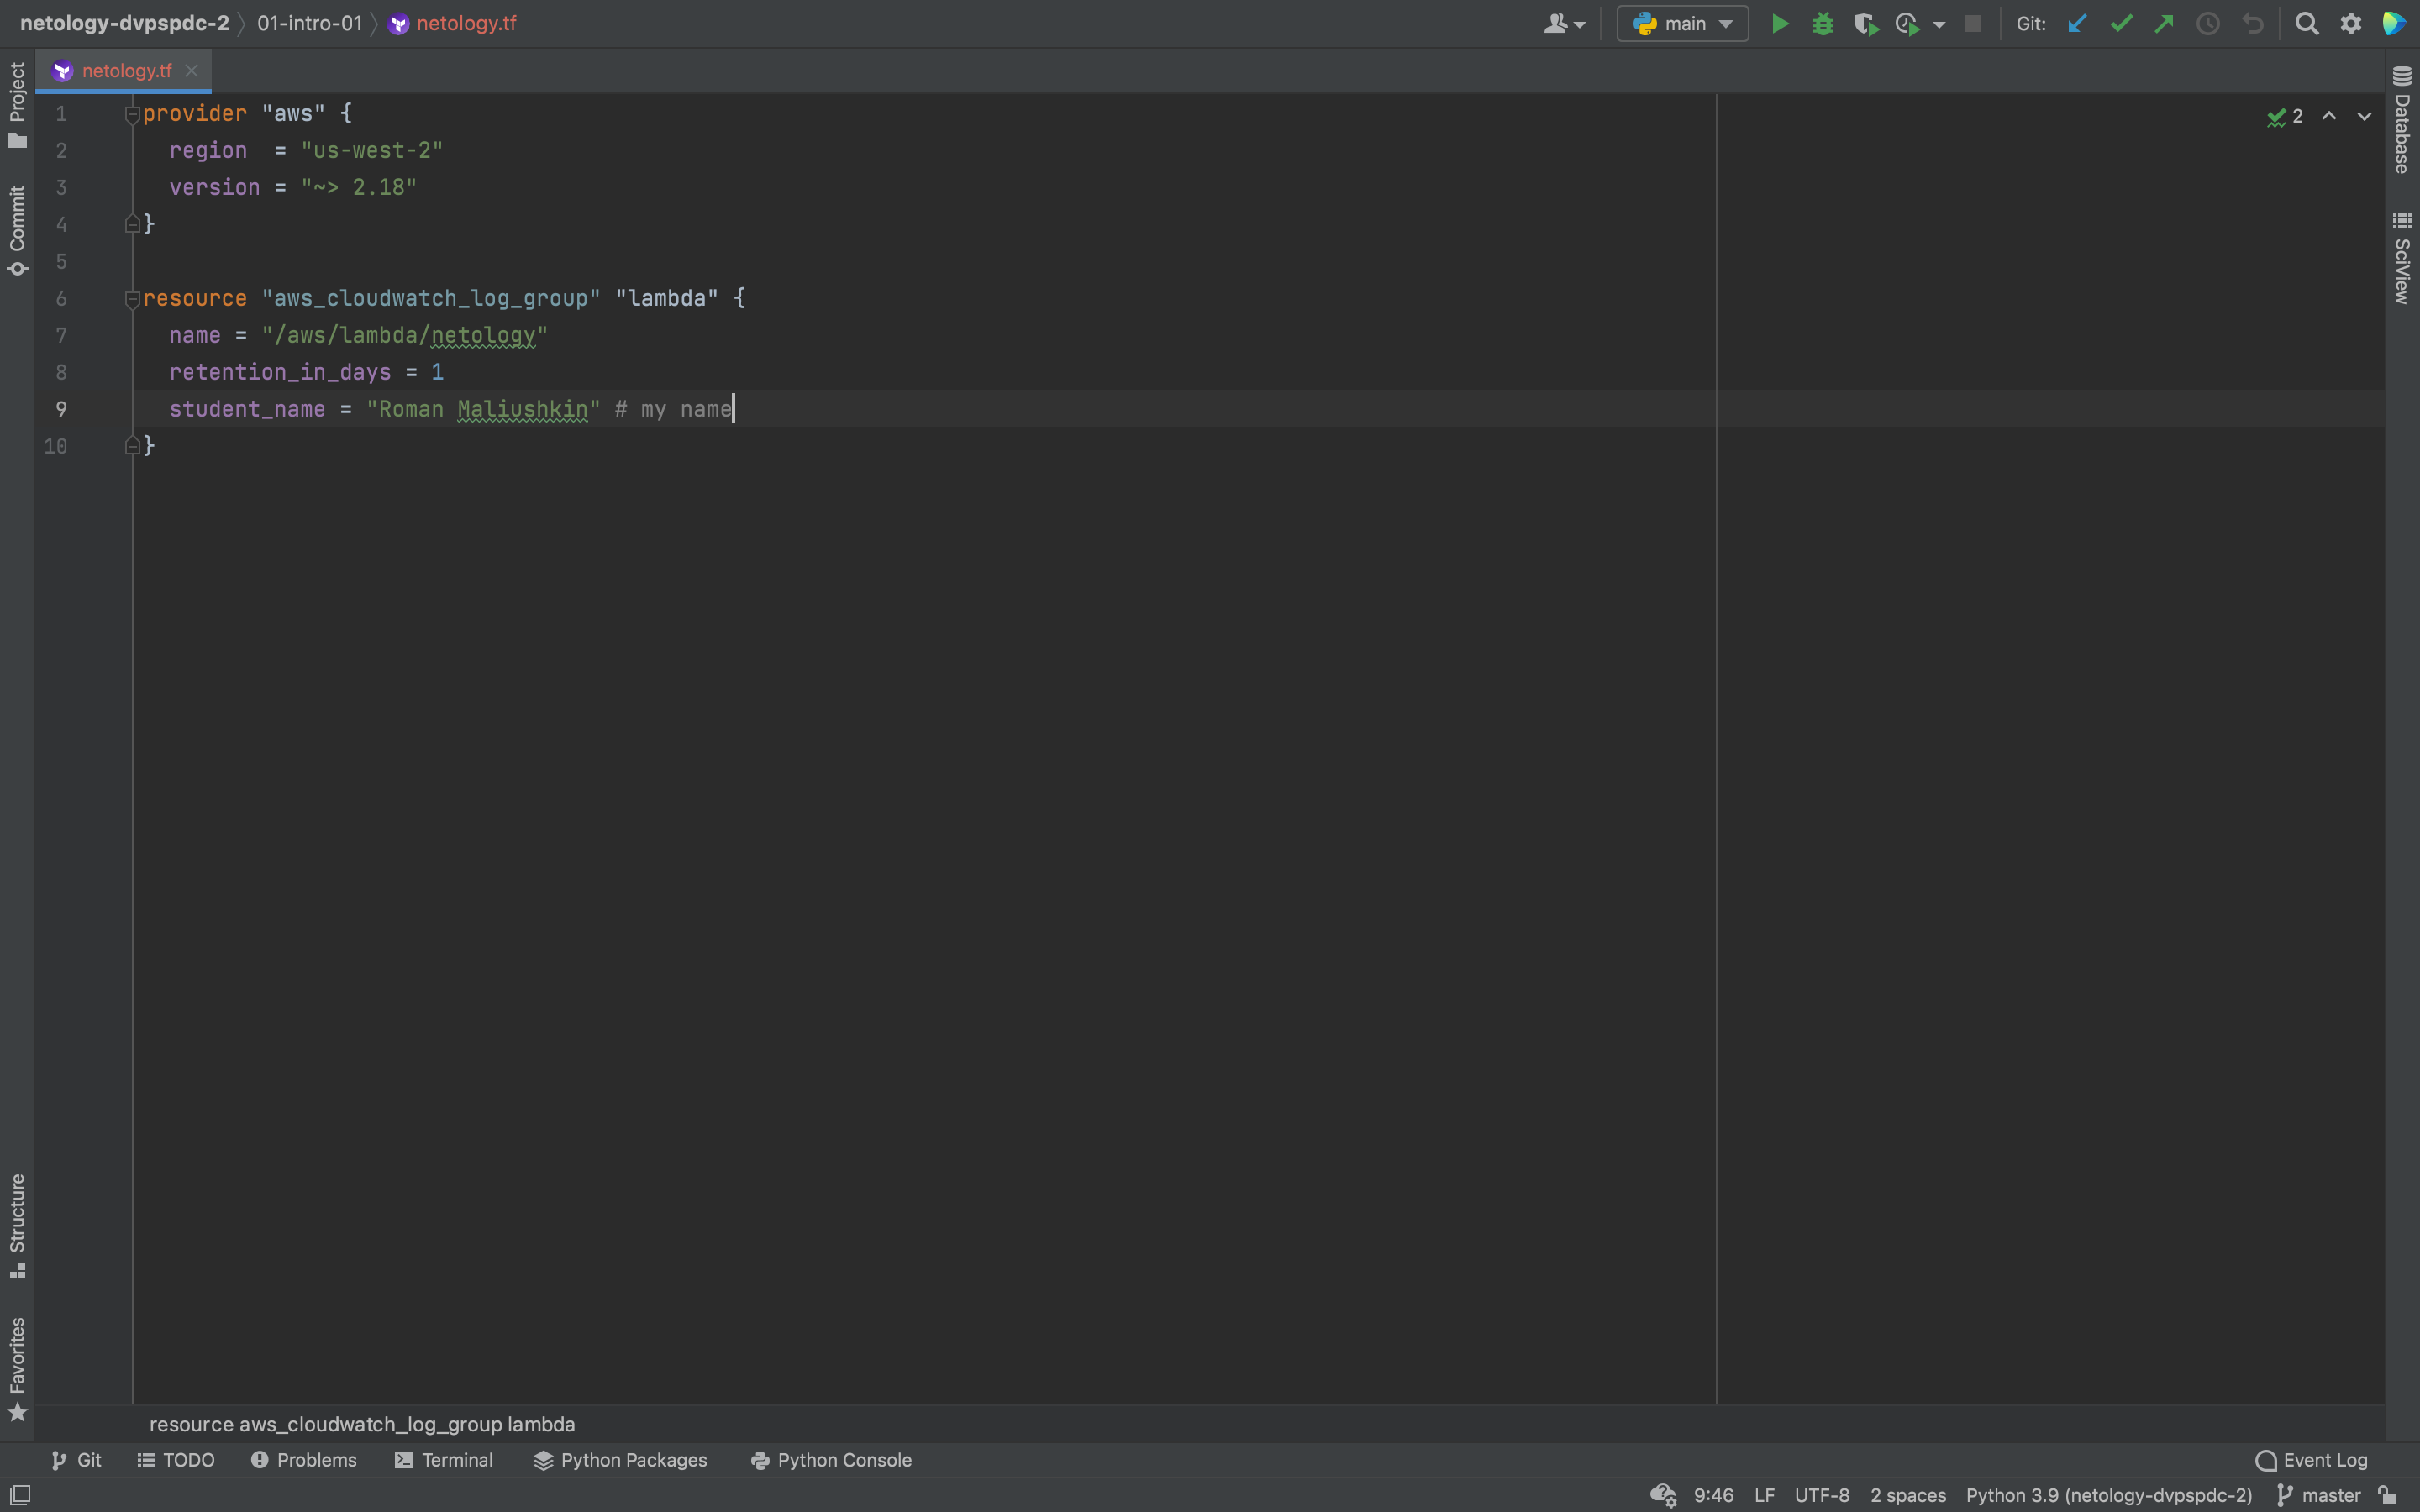 netology-dvpspdc-2 01-intro-01 netology.tf main Git:
netology.tf
Project
Commit
Structure
Favorites
Database
SciView
1 provider "aws" {
2 region  = "us-west-2"
3 version = "~> 2.18"
4 }
5
6 resource "aws_cloudwatch_log_group" "lambda" {
7 name = "/aws/lambda/netology"
8 retention_in_days = 1
9 student_name = "Roman Maliushkin" # my name
10 }
2
resource aws_cloudwatch_log_group lambda
Git TODO Problems Terminal Python Packages Python Console Event Log
9:46 LF UTF-8 2 spaces Python 3.9 (netology-dvpspdc-2) master